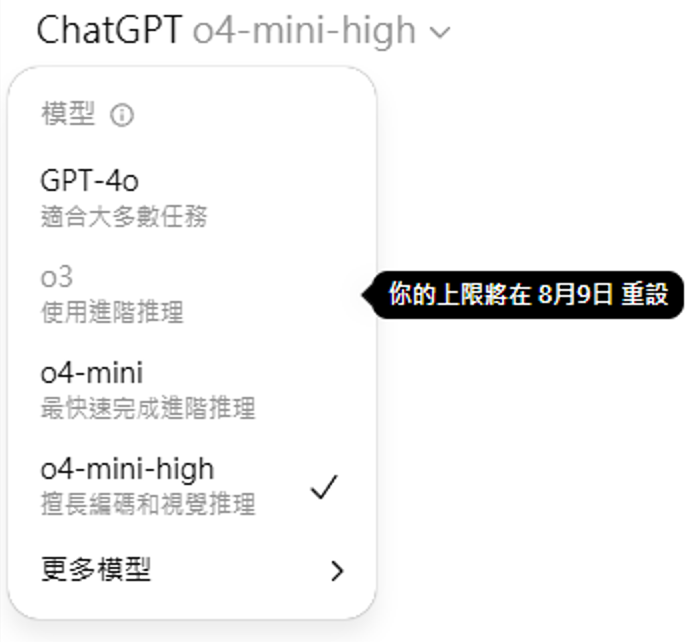 ChatGPT o4-mini-high
模型
GPT-4o
適合大多數任務
o3
使用進階推理
你的上限將在 8月9日 重設
o4-mini
最快速完成進階推理
o4-mini-high
擅長編碼和視覺推理
更多模型